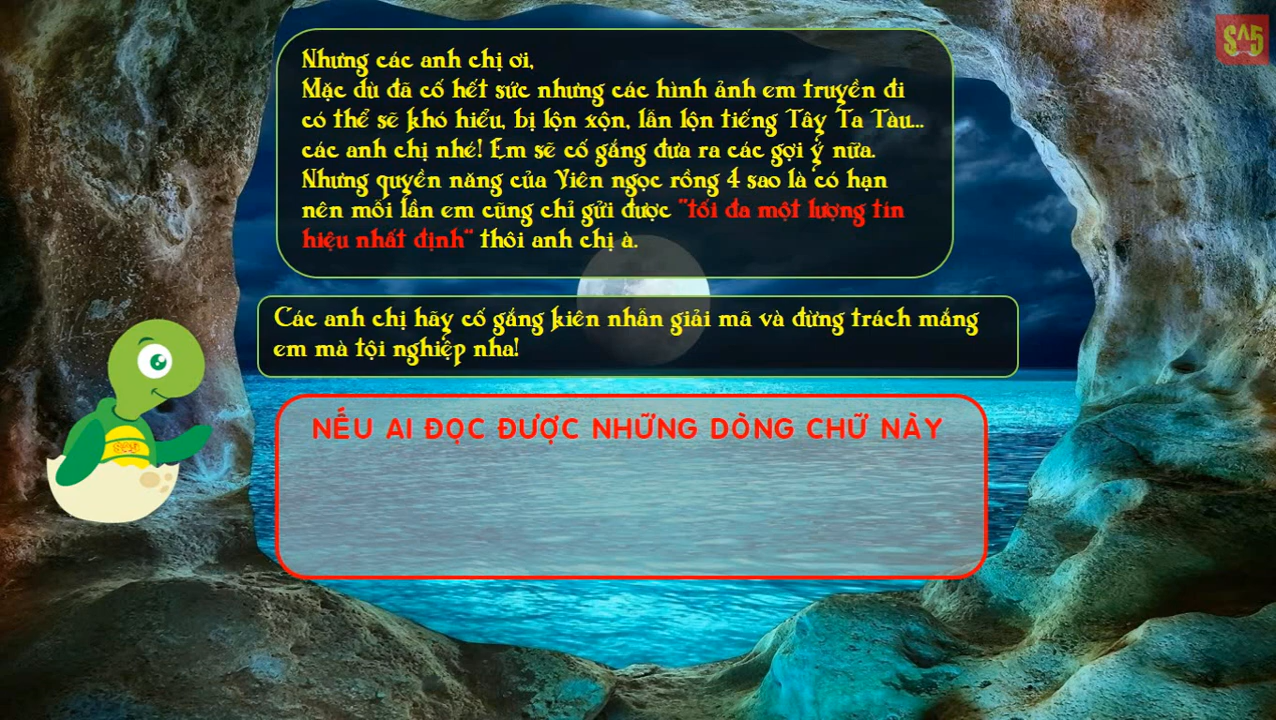 S^5
Nhưng các anh chị ơi,
Mặc dù đã cố hết sức nhưng các hình ảnh em truyền đi
có thể sẽ khó hiểu, bị lộn xộn, lẫn lộn tiếng Tây Ta Tàu...
các anh chị nhé! Em sẽ cố gắng đưa ra các gợi ý nữa.
Nhưng quyền năng của Viên ngọc rồng 4 sao là có hạn
nên mỗi lần em cũng chỉ gửi được "tối đa một lượng tín
hiệu nhất định" thôi anh chị à.
Các anh chị hãy cố gắng kiên nhẫn giải mã và đừng trách mắng
em mà tội nghiệp nha!
NẾU AI ĐỌC ĐƯỢC NHỮNG DÒNG CHỮ NÀY